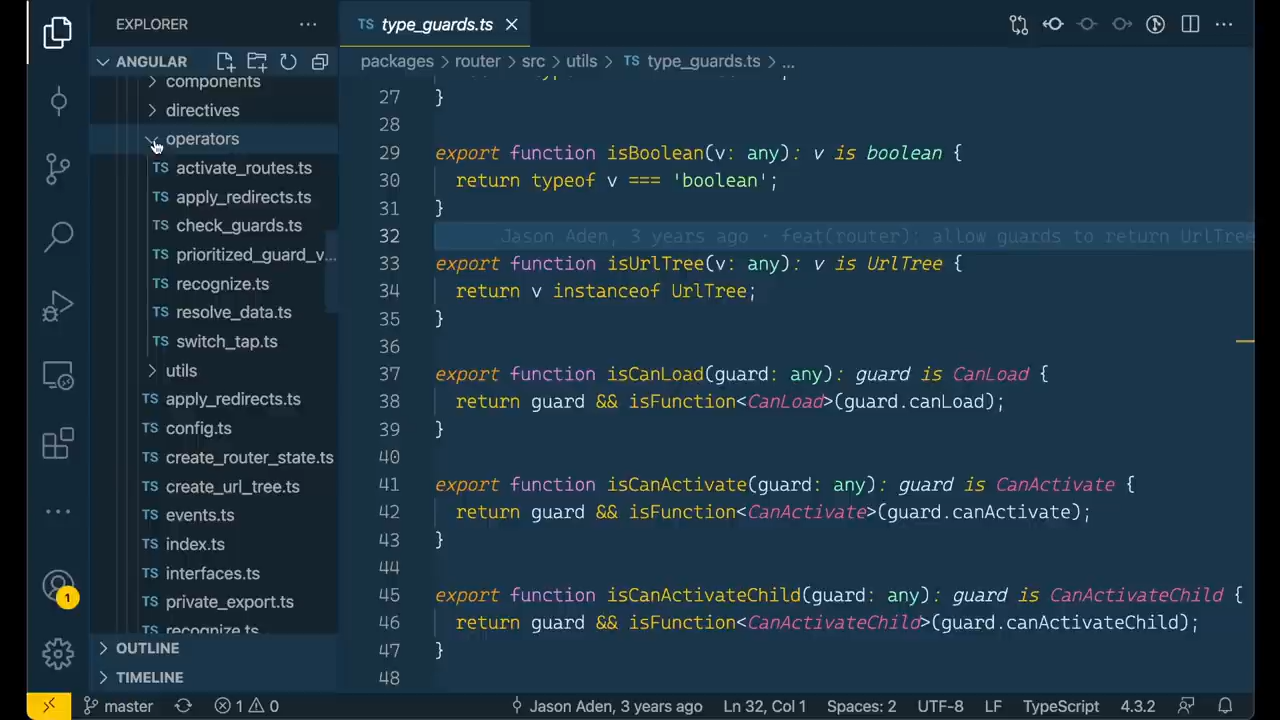 EXPLORER
ANGULAR
components
directives
operators
TS activate_routes.ts
TS apply_redirects.ts
TS check_guards.ts
TS prioritized_guard_v...
TS recognize.ts
TS resolve_data.ts
TS switch_tap.ts
utils
TS apply_redirects.ts
TS config.ts
TS create_router_state.ts
TS create_url_tree.ts
TS events.ts
TS index.ts
TS interfaces.ts
TS private_export.ts
TS recognize.ts
OUTLINE
TIMELINE
1
TS type_guards.ts
packages > router > src > utils > TS type_guards.ts > ...
27 }
28
29 export function isBoolean(v: any): v is boolean {
30 return typeof v === 'boolean';
31 }
32 Jason Aden, 3 years ago · feat(router): allow guards to return UrlTree
33 export function isUrlTree(v: any): v is UrlTree {
34 return v instanceof UrlTree;
35 }
36
37 export function isCanLoad(guard: any): guard is CanLoad {
38 return guard && isFunction<CanLoad>(guard.canLoad);
39 }
40
41 export function isCanActivate(guard: any): guard is CanActivate {
42 return guard && isFunction<CanActivate>(guard.canActivate);
43 }
44
45 export function isCanActivateChild(guard: any): guard is CanActivateChild {
46 return guard && isFunction<CanActivateChild>(guard.canActivateChild);
47 }
48
master 1 0 Jason Aden, 3 years ago Ln 32, Col 1 Spaces: 2 UTF-8 LF TypeScript 4.3.2